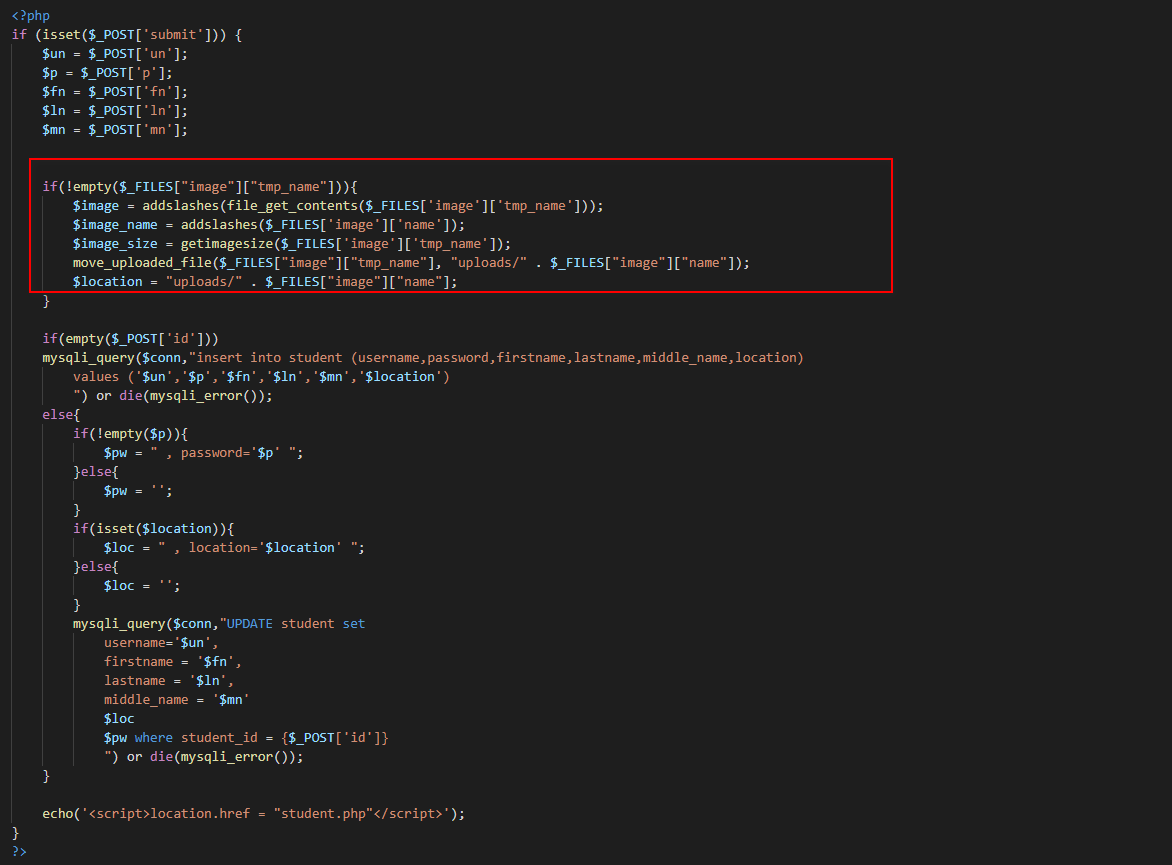 <?php
if (isset($_POST['submit'])) {
    $un = $_POST['un'];
    $p = $_POST['p'];
    $fn = $_POST['fn'];
    $ln = $_POST['ln'];
    $mn = $_POST['mn'];

    if(!empty($_FILES["image"]["tmp_name"])){
        $image = addslashes(file_get_contents($_FILES['image']['tmp_name']));
        $image_name = addslashes($_FILES['image']['name']);
        $image_size = getimagesize($_FILES['image']['tmp_name']);
        move_uploaded_file($_FILES["image"]["tmp_name"], "uploads/" . $_FILES["image"]["name"]);
        $location = "uploads/" . $_FILES["image"]["name"];
    }

    if(empty($_POST['id']))
    mysqli_query($conn,"insert into student (username,password,firstname,lastname,middle_name,location)
        values ('$un','$p','$fn','$ln','$mn','$location')
        ") or die(mysqli_error());
    else{
        if(!empty($p)){
            $pw = " , password='$p' ";
        }else{
            $pw = '';
        }
        if(isset($location)){
            $loc = " , location='$location' ";
        }else{
            $loc = '';
        }
        mysqli_query($conn,"UPDATE student set
            username='$un',
            firstname = '$fn',
            lastname = '$ln',
            middle_name = '$mn'
            $loc
            $pw where student_id = {$_POST['id']}
            ") or die(mysqli_error());
    }

    echo('<script>location.href = "student.php"</script>');
}
?>